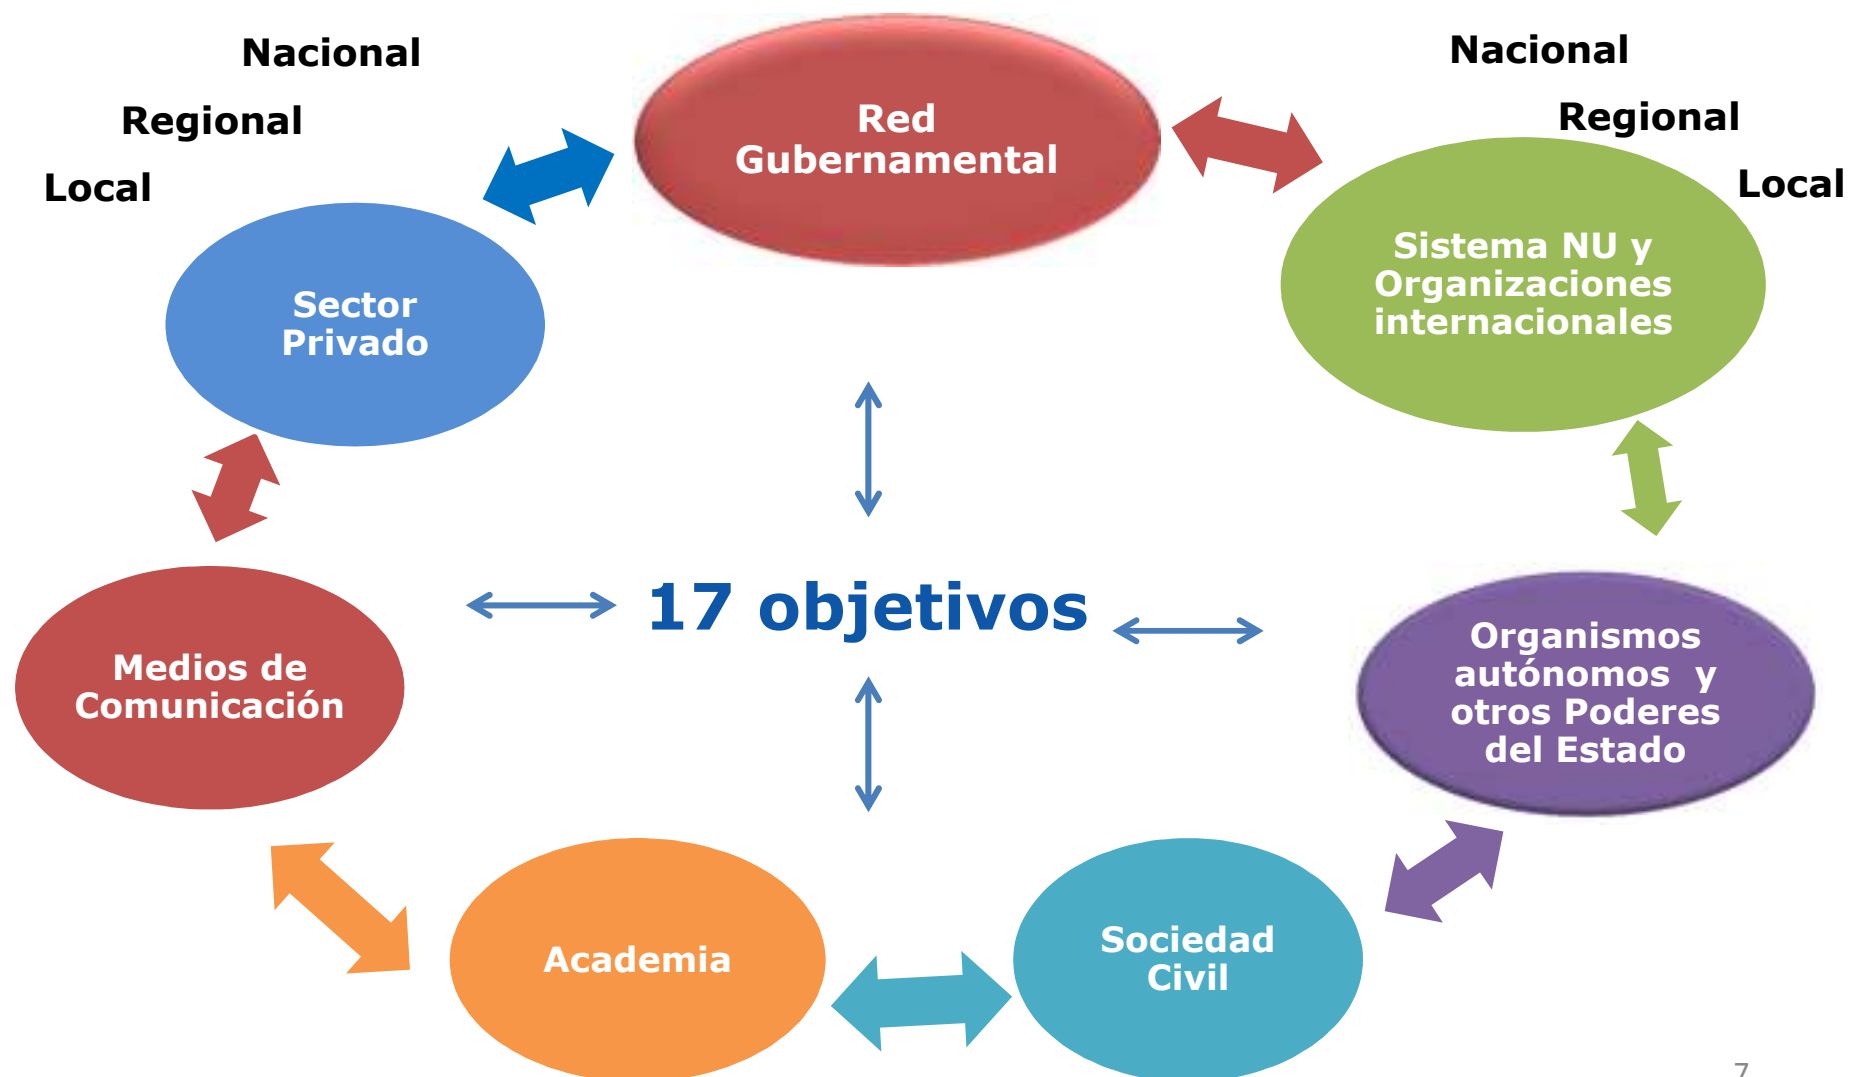 Nacional
Regional
Local
Red
Gubernamental
Nacional
Regional
Local
Sistema NU y
Organizaciones
internacionales
Sector
Privado
17 objetivos
Medios de
Comunicación
Organismos
autónomos  y
otros Poderes
del Estado
Academia
Sociedad
Civil
7